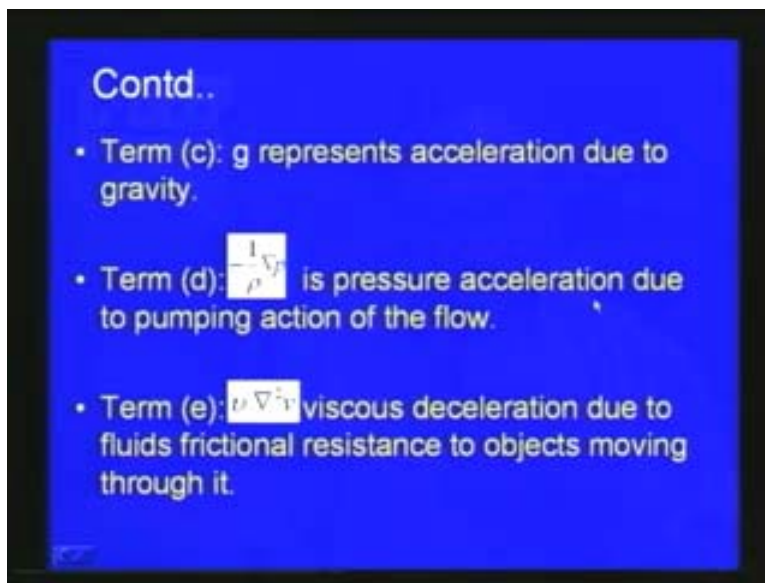 Contd..
• Term (c): g represents acceleration due to
gravity.
• Term (d): -1/ρ ∇p is pressure acceleration due
to pumping action of the flow.
• Term (e): υ ∇²v viscous deceleration due to
fluids frictional resistance to objects moving
through it.